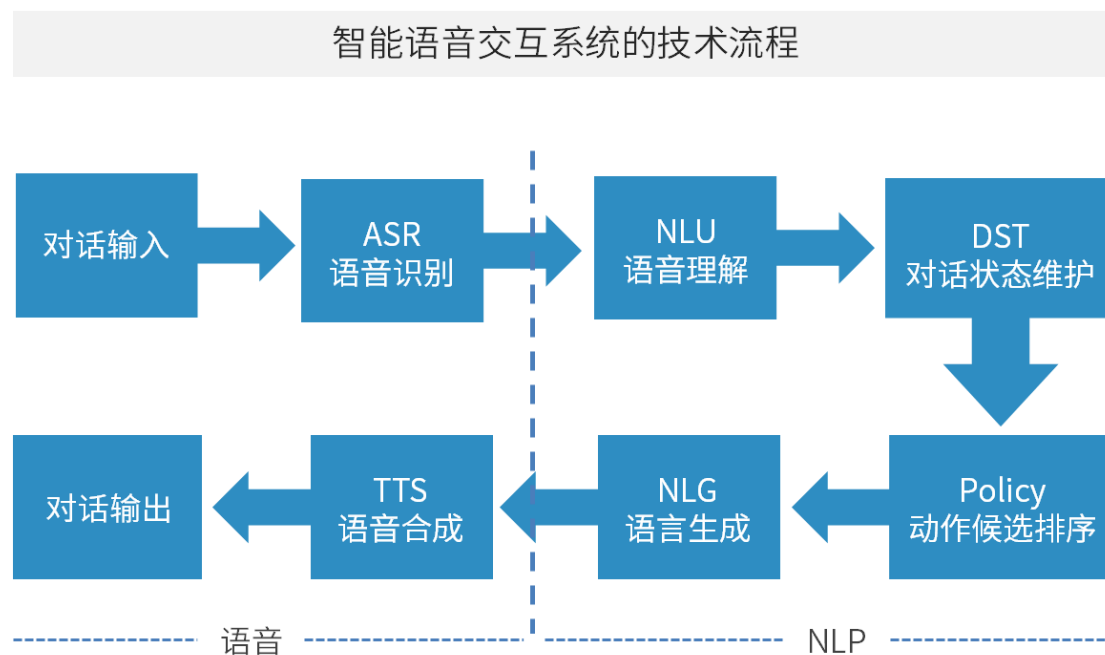 智能语音交互系统的技术流程
对话输入
ASR
语音识别
NLU
语音理解
DST
对话状态维护
对话输出
TTS
语音合成
NLG
语言生成
Policy
动作候选排序
语音
NLP